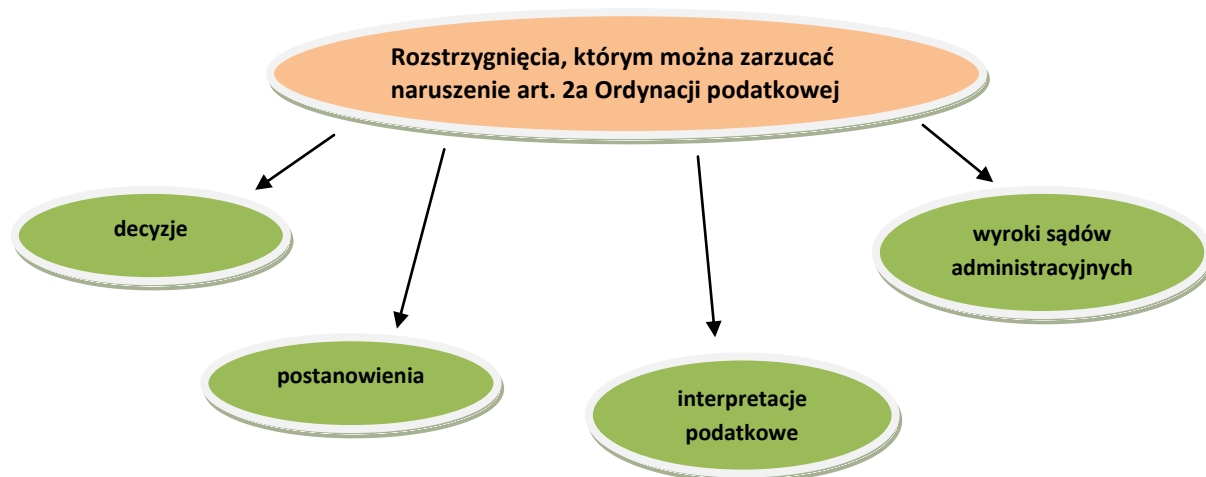 Rozstrzygnięcia, którym można zarzucać
naruszenie art. 2a Ordynacji podatkowej
decyzje
wyroki sądów
administracyjnych
postanowienia
interpretacje
podatkowe